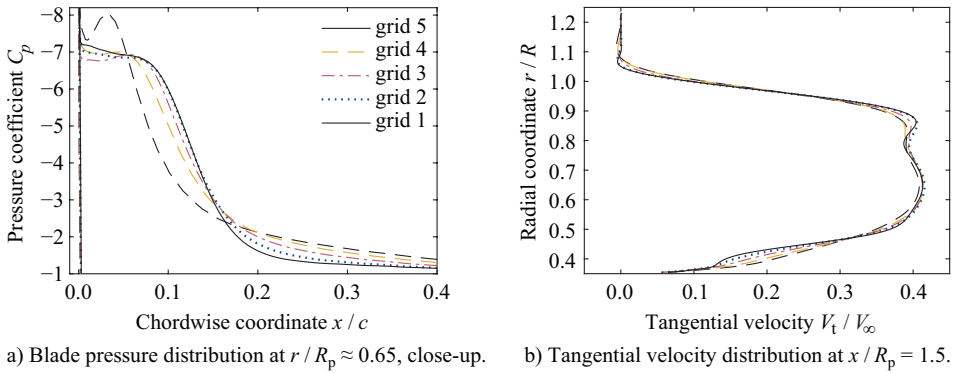 −8
−7
−6
−5
−4
−3
−2
−1
Pressure coefficient Cp
0.0 0.1 0.2 0.3 0.4
Chordwise coordinate x / c
grid 5
grid 4
grid 3
grid 2
grid 1
a) Blade pressure distribution at r / Rp ≈ 0.65, close-up.
1.2
1.1
1.0
0.9
0.8
0.7
0.6
0.5
0.4
Radial coordinate r / R
0.0 0.1 0.2 0.3 0.4
Tangential velocity Vt / V∞
b) Tangential velocity distribution at x / Rp = 1.5.